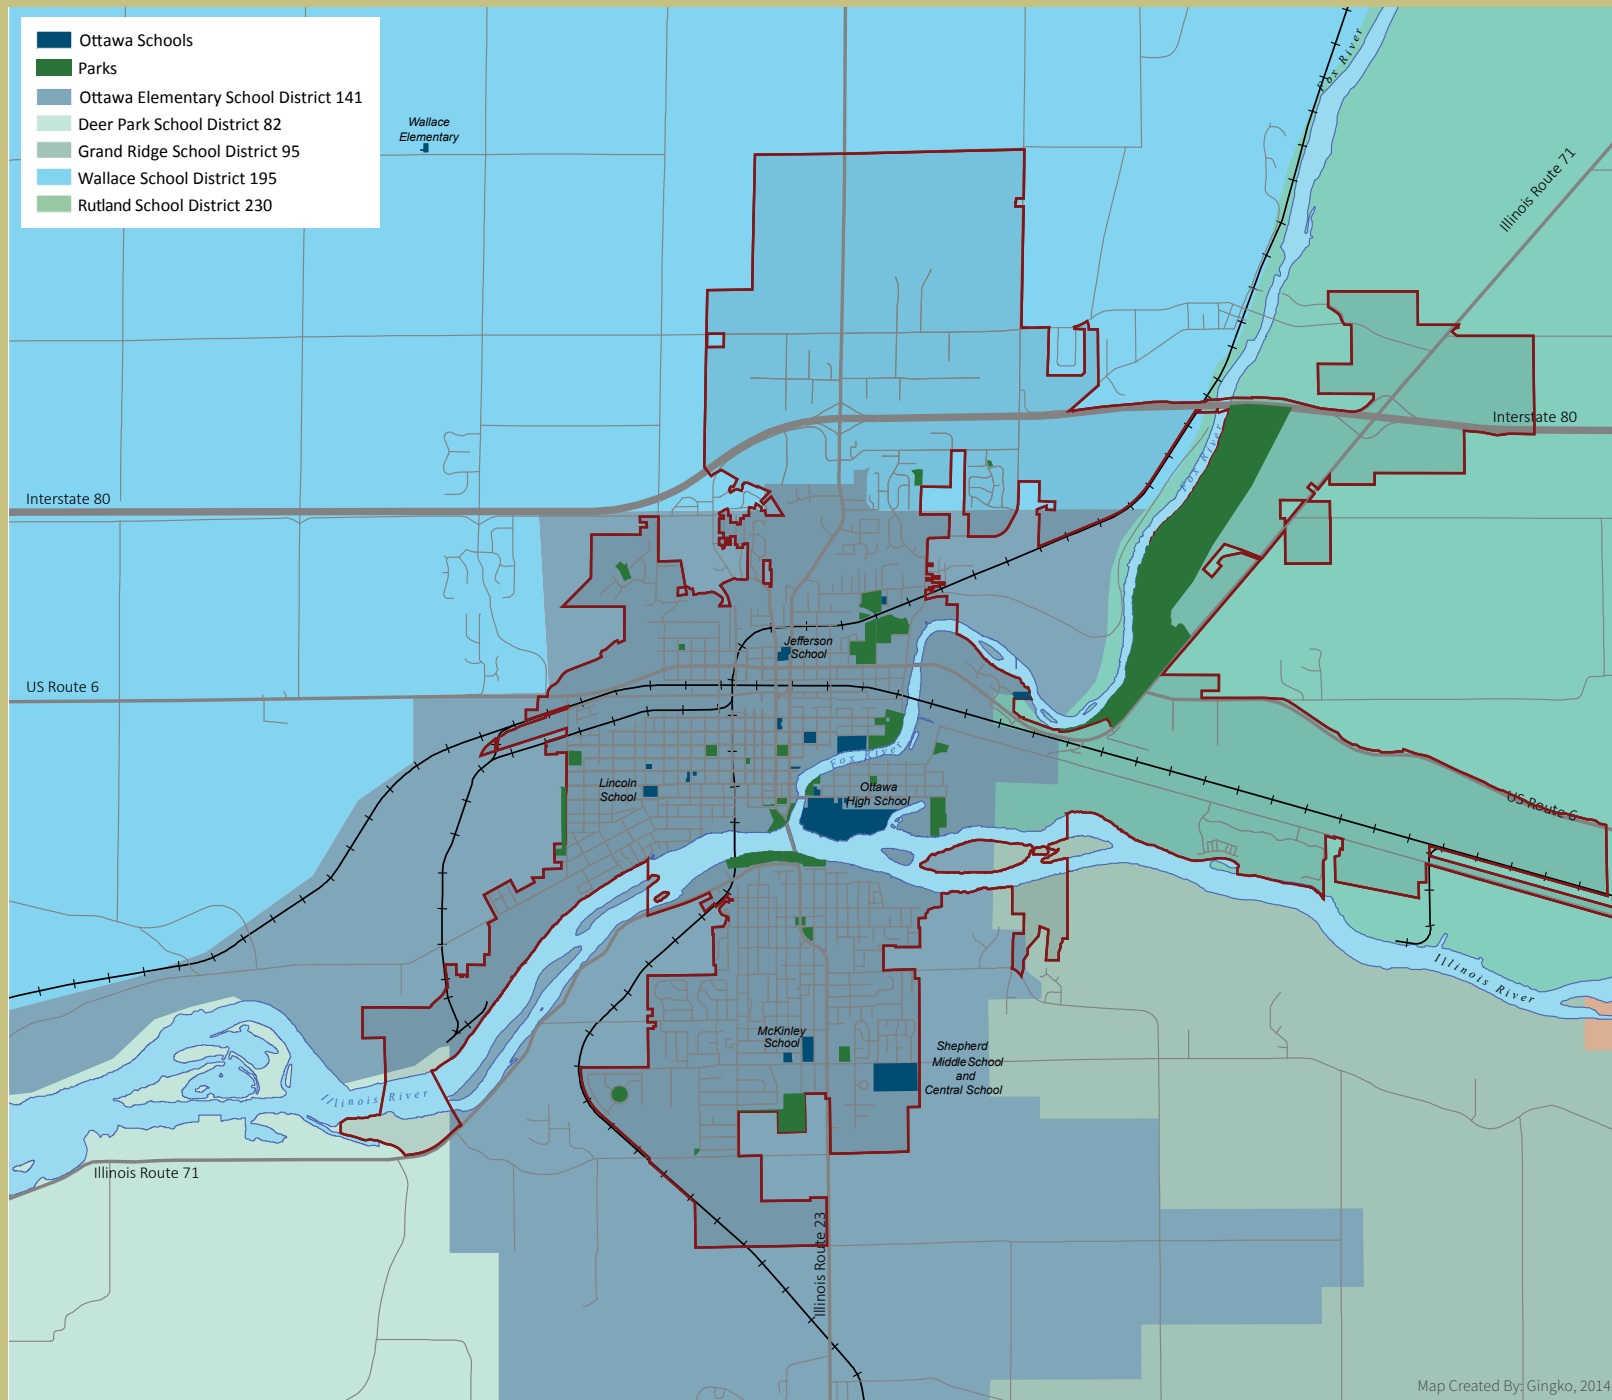 Ottawa Schools
Parks
Ottawa Elementary School District 141
Deer Park School District 82
Grand Ridge School District 95
Wallace School District 195
Rutland School District 230
Wallace
Elementary
Fox River
Illinois Route 71
Interstate 80
Fox River
Interstate 80
Jefferson
School
US Route 6
Fox River
Lincoln
School
Ottawa
High School
US Route 6
Illinois River
McKinley
School
Shepherd
Middle School
and
Central School
Illinois River
Illinois Route 71
Illinois Route 23
Map Created By: Gingko, 2014